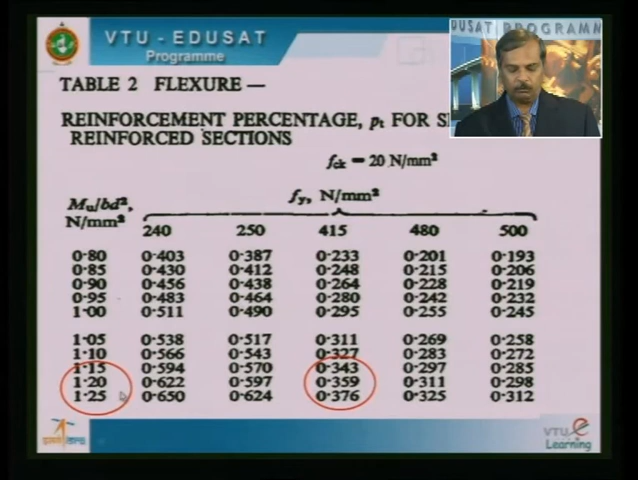 VTU - EDUSAT
Programme
DUSAT PROGRAMM
TABLE 2 FLEXURE —
REINFORCEMENT PERCENTAGE, pt FOR S
REINFORCED SECTIONS
fck = 20 N/mm²
Mu/bd², fy, N/mm²
N/mm²
240 250 415 480 500
0·80 0·403 0·387 0·233 0·201 0·193
0·85 0·430 0·412 0·248 0·215 0·206
0·90 0·456 0·438 0·264 0·228 0·219
0·95 0·483 0·464 0·280 0·242 0·232
1·00 0·511 0·490 0·295 0·255 0·245
1·05 0·538 0·517 0·311 0·269 0·258
1·10 0·566 0·543 0·327 0·283 0·272
1·15 0·594 0·570 0·343 0·297 0·285
1·20 0·622 0·597 0·359 0·311 0·298
1·25 0·650 0·624 0·376 0·325 0·312
VTU e
Learning